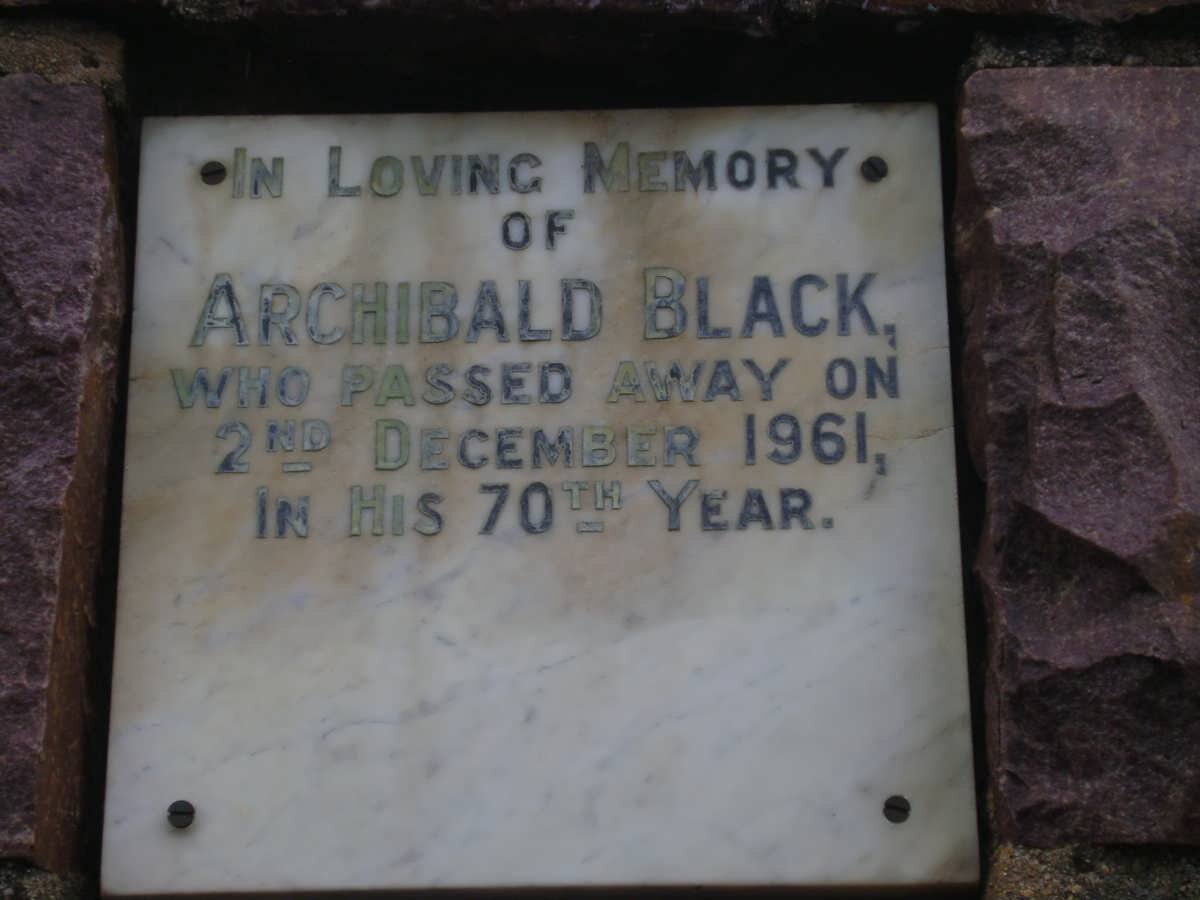 IN LOVING MEMORY
OF
ARCHIBALD BLACK,
WHO PASSED AWAY ON
2ND DECEMBER 1961,
IN HIS 70TH YEAR.